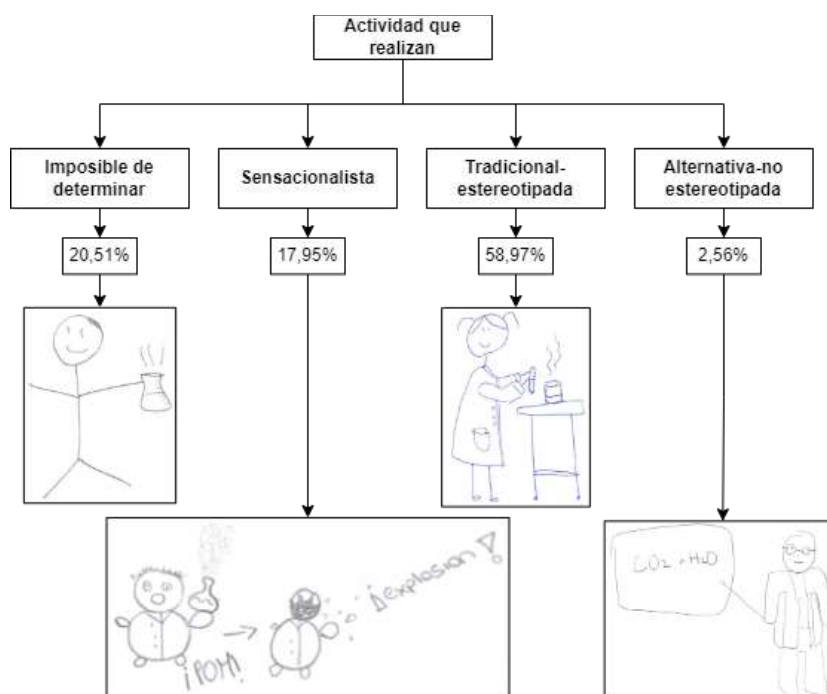 Actividad que
realizan
Imposible de
determinar
Sensacionalista
Tradicional-
estereotipada
Alternativa-no
estereotipada
20,51%
17,95%
58,97%
2,56%
¡POM!
¡explosion!
CO2 + H2O